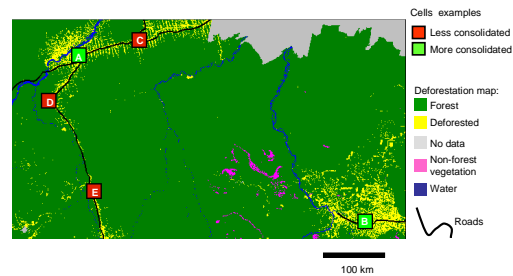 Cells examples
Less consolidated
More consolidated
C
A
D
E
B
Deforestation map:
Forest
Deforested
No data
Non-forest
vegetation
Water
Roads
100 km